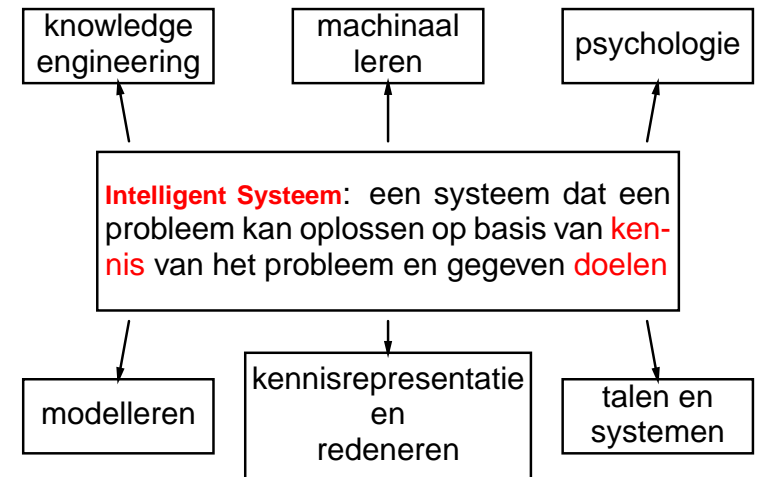 knowledge
engineering
machinaal
leren
psychologie
Intelligent Systeem: een systeem dat een
probleem kan oplossen op basis van ken-
nis van het probleem en gegeven doelen
modelleren
kennisrepresentatie
en
redeneren
talen en
systemen